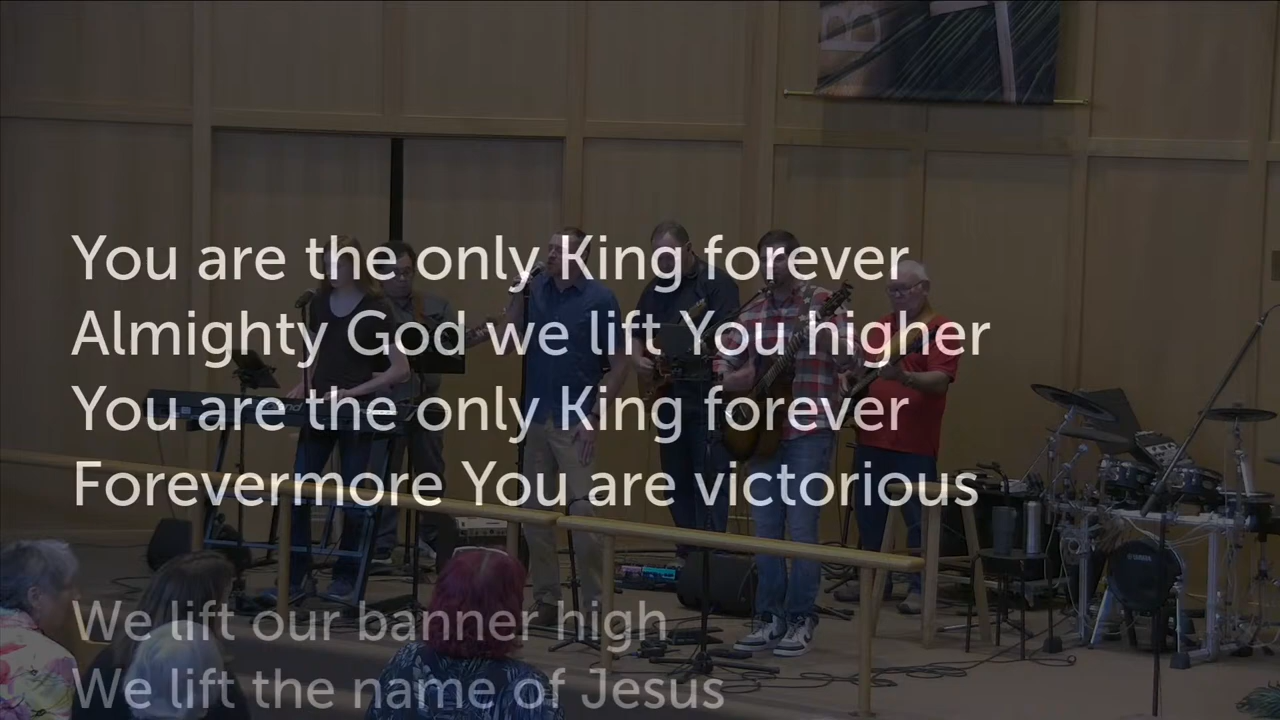 You are the only King forever
Almighty God we lift You higher
You are the only King forever
Forevermore You are victorious
We lift our banner high
We lift the name of Jesus